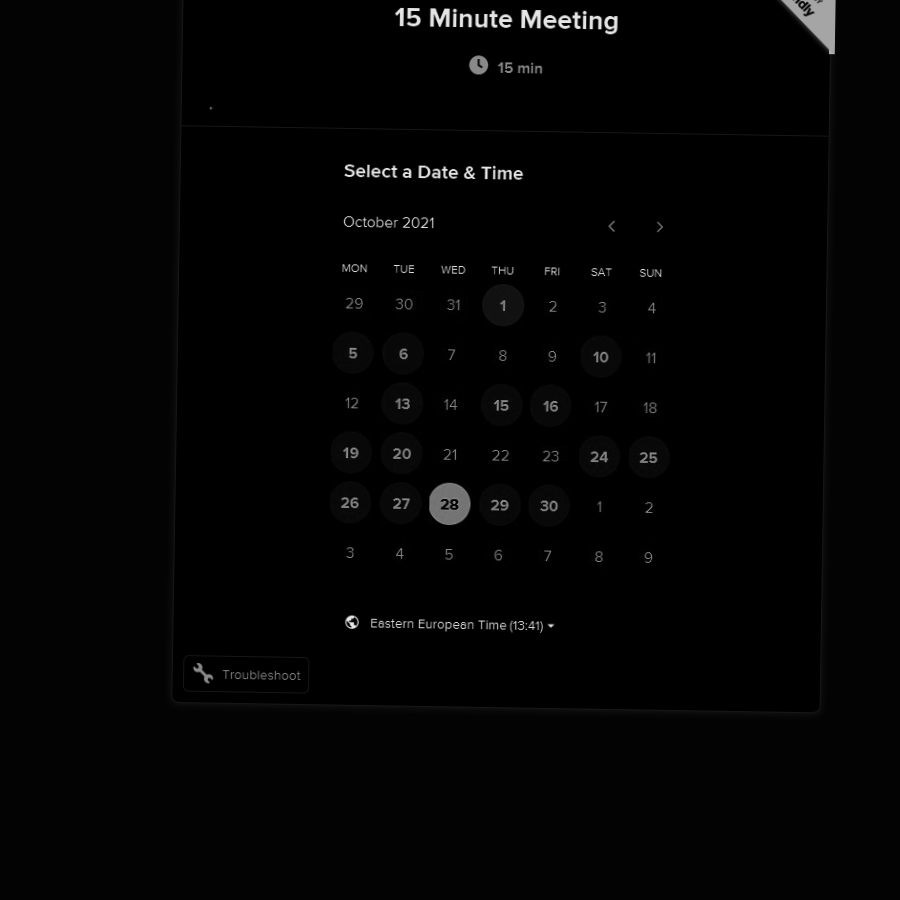 15 Minute Meeting
15 min
Select a Date & Time
October 2021
MON TUE WED THU FRI SAT SUN
29 30 31 1 2 3 4
5 6 7 8 9 10 11
12 13 14 15 16 17 18
19 20 21 22 23 24 25
26 27 28 29 30 1 2
3 4 5 6 7 8 9
Eastern European Time (13:41)
Troubleshoot